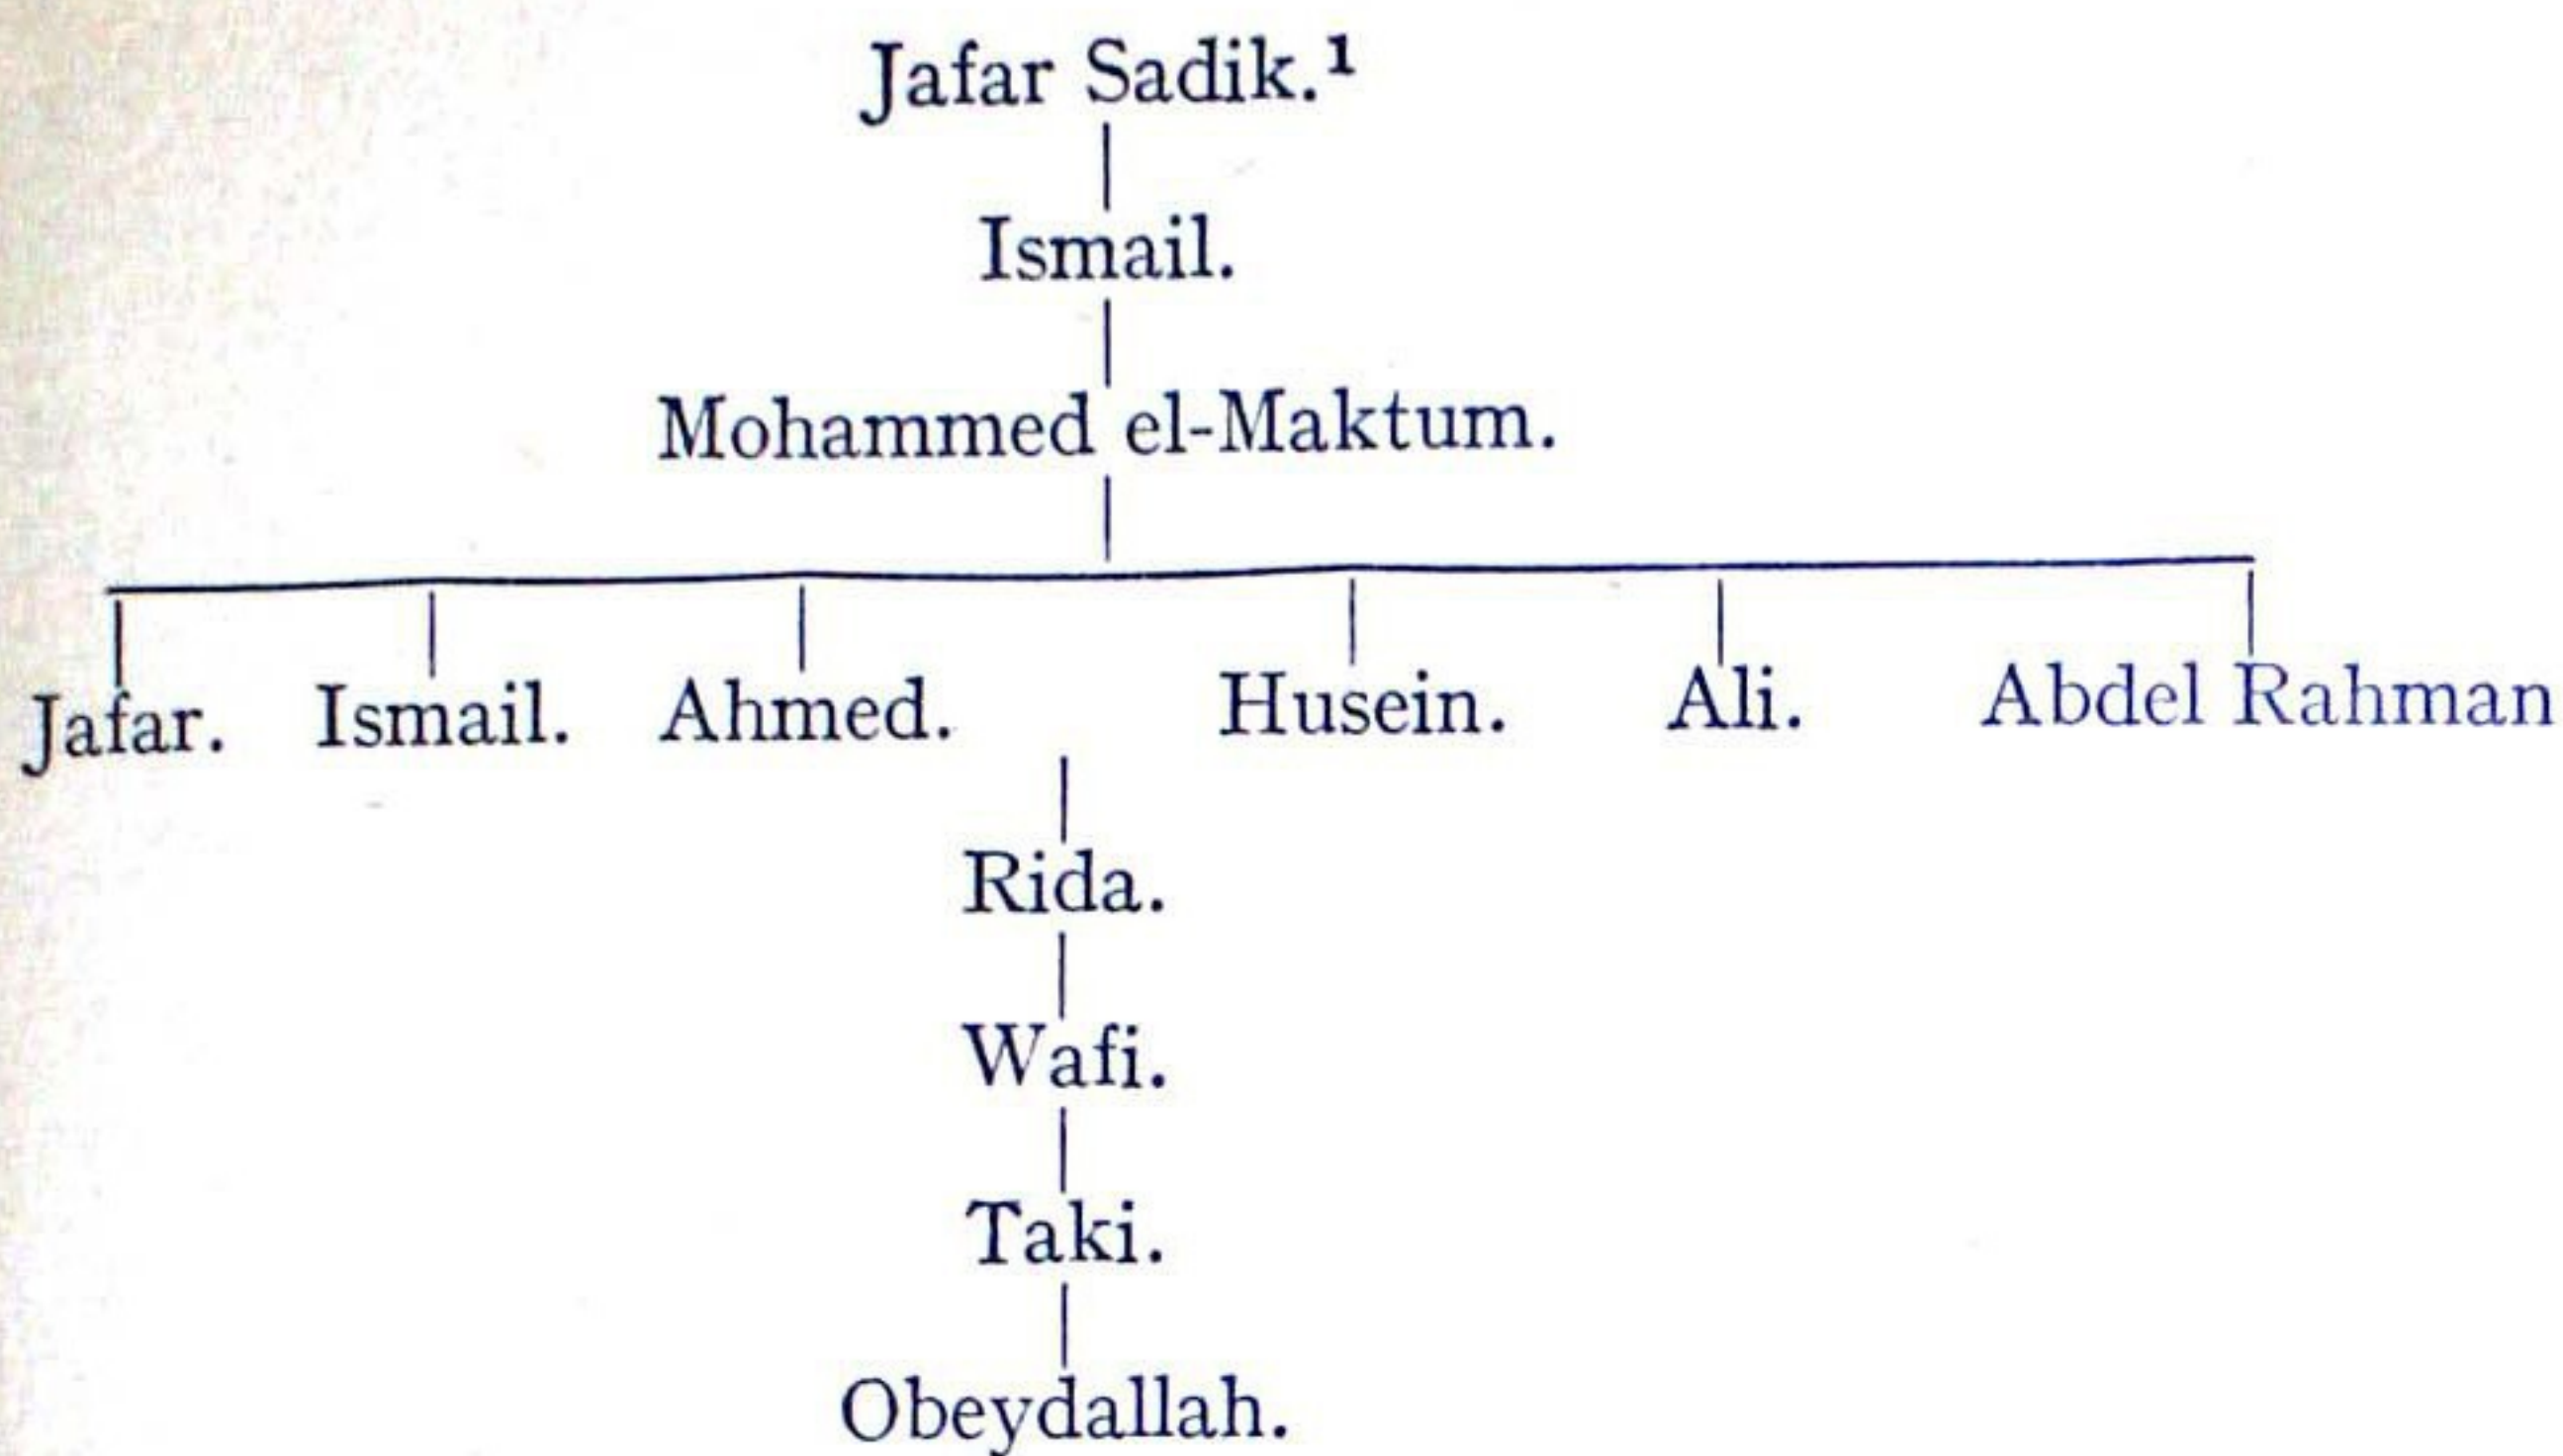 Jafar Sadik.¹
Ismail.
Mohammed el-Maktum.
Jafar. Ismail. Ahmed. Husein. Ali. Abdel Rahman
Rida.
Wafi.
Taki.
Obeydallah.